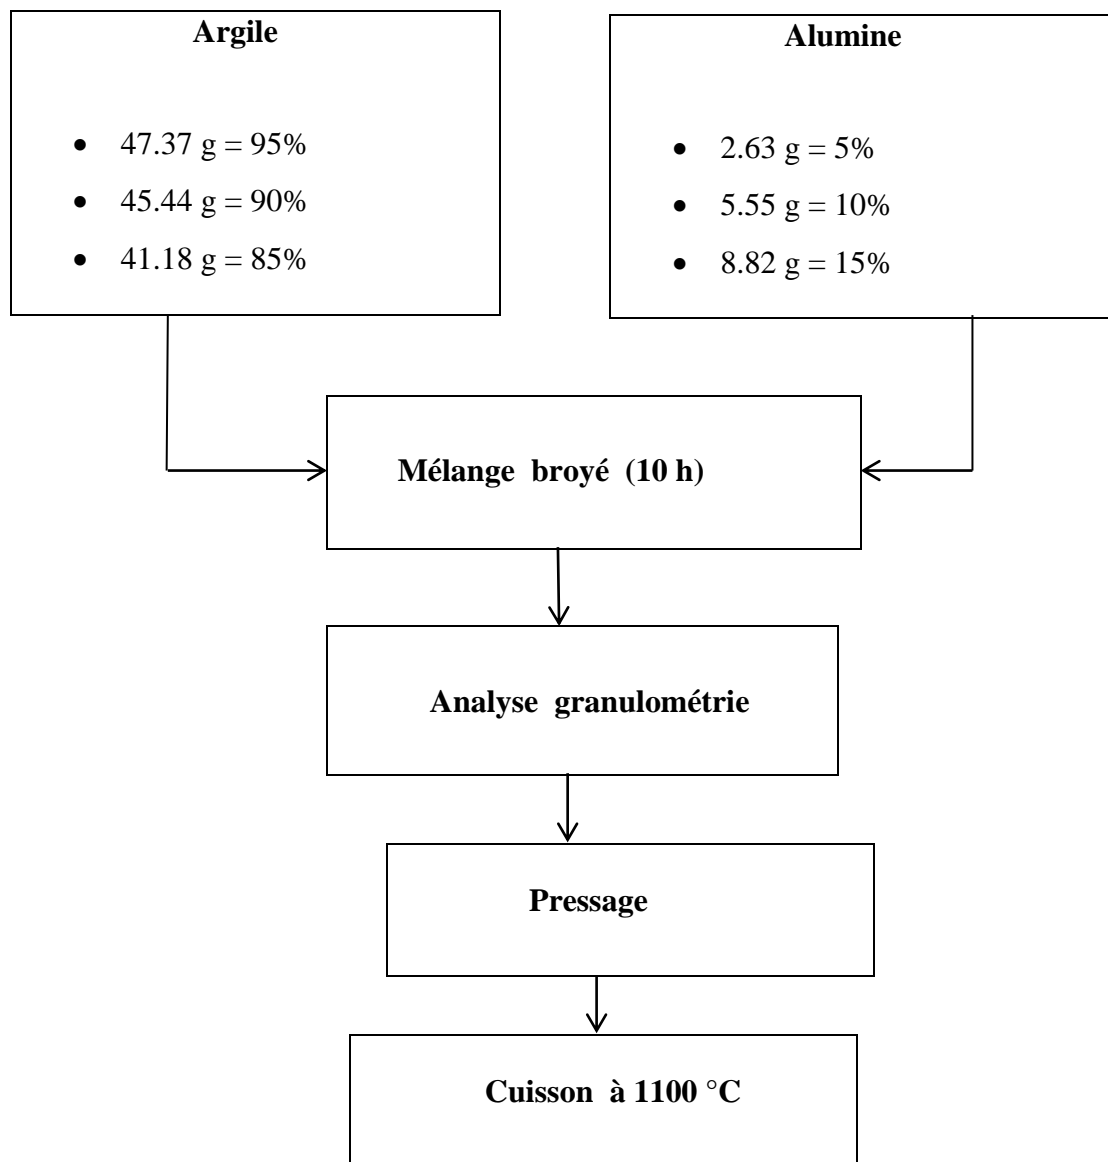 Argile
• 47.37 g = 95%
• 45.44 g = 90%
• 41.18 g = 85%
Alumine
• 2.63 g = 5%
• 5.55 g = 10%
• 8.82 g = 15%
Mélange broyé (10 h)
Analyse granulométrie
Pressage
Cuisson à 1100 °C